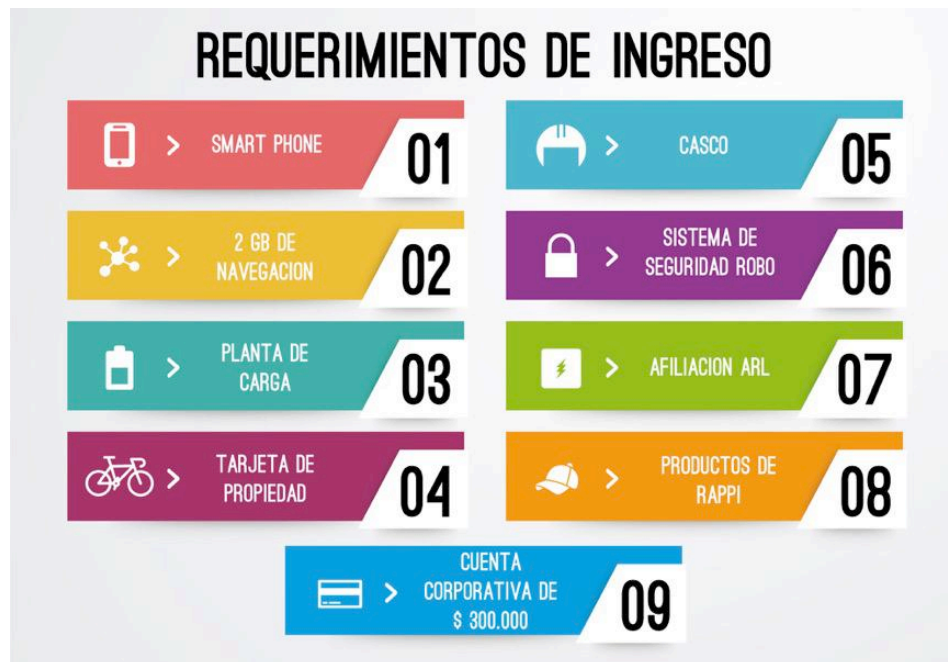 REQUERIMIENTOS DE INGRESO
SMART PHONE
01
2 GB DE
NAVEGACION
02
PLANTA DE
CARGA
03
TARJETA DE
PROPIEDAD
04
CASCO
05
SISTEMA DE
SEGURIDAD ROBO
06
AFILIACION ARL
07
PRODUCTOS DE
RAPPI
08
CUENTA
CORPORATIVA DE
$ 300.000
09